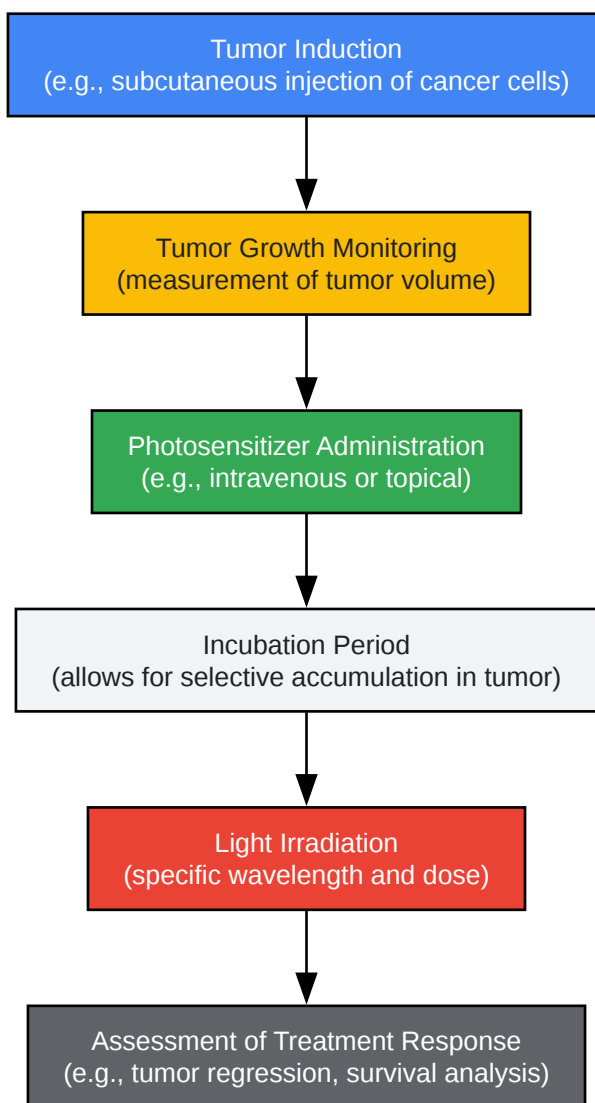 Tumor Induction
(e.g., subcutaneous injection of cancer cells)
Tumor Growth Monitoring
(measurement of tumor volume)
Photosensitizer Administration
(e.g., intravenous or topical)
Incubation Period
(allows for selective accumulation in tumor)
Light Irradiation
(specific wavelength and dose)
Assessment of Treatment Response
(e.g., tumor regression, survival analysis)